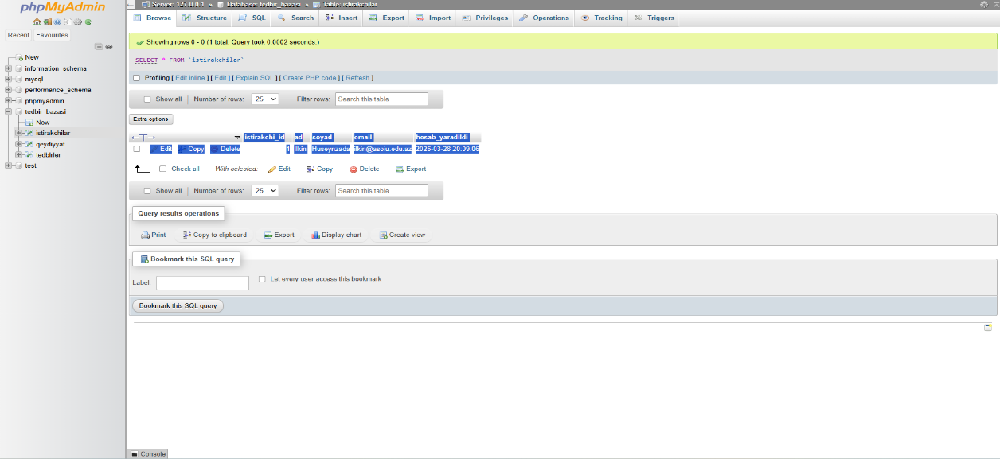 phpMyAdmin
Recent Favourites
New
information_schema
mysql
performance_schema
phpmyadmin
tedbir_bazasi
New
istirakchilar
qeydiyyat
tedbirler
test
Server: 127.0.0.1 » Database: tedbir_bazasi » Table: istirakchilar
Browse Structure SQL Search Insert Export Import Privileges Operations Tracking Triggers
Showing rows 0 - 0 (1 total, Query took 0.0002 seconds.)
SELECT * FROM `istirakchilar`
Profiling [ Edit inline ] [ Edit ] [ Explain SQL ] [ Create PHP code ] [ Refresh ]
Show all | Number of rows: 25 Filter rows: Search this table
Extra options
←T→ istirakchi_id ad soyad email hesab_yaradildi
Edit Copy Delete 1 Ilkin Huseynzada ilkin@asoiu.edu.az 2026-03-28 20:09:06
Check all With selected: Edit Copy Delete Export
Show all | Number of rows: 25 Filter rows: Search this table
Query results operations
Print Copy to clipboard Export Display chart Create view
Bookmark this SQL query
Label: Let every user access this bookmark
Bookmark this SQL query
Console